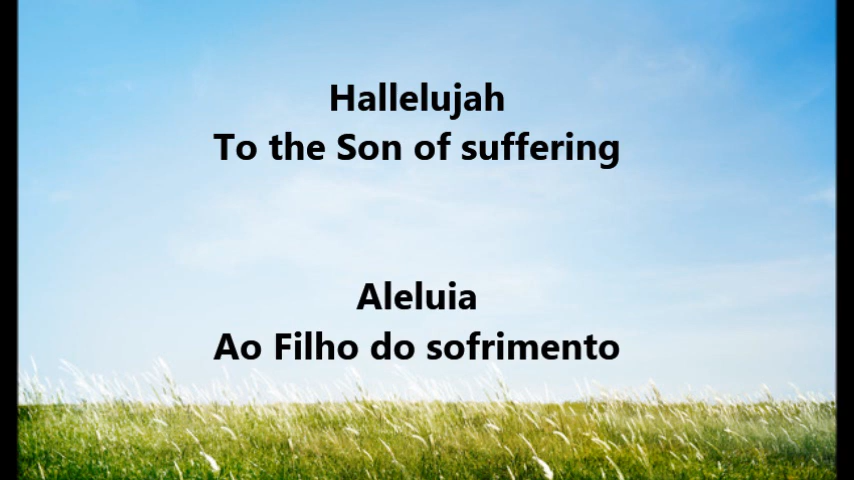 Hallelujah
To the Son of suffering
Aleluia
Ao Filho do sofrimento